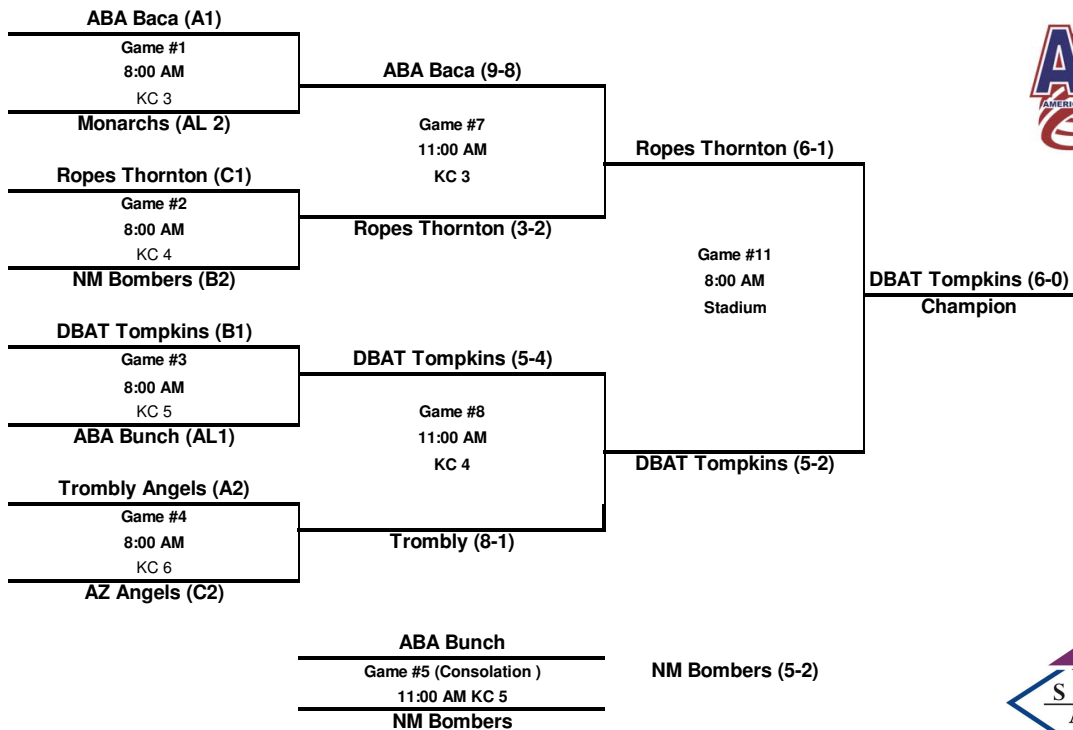 ABA Baca (A1)
Game #1
8:00 AM
KC 3
Monarchs (AL 2)
ABA Baca (9-8)
Game #7
11:00 AM
KC 3
Ropes Thornton (C1)
Game #2
8:00 AM
KC 4
NM Bombers (B2)
Ropes Thornton (3-2)
Ropes Thornton (6-1)
Game #11
8:00 AM
Stadium
DBAT Tompkins (6-0)
Champion
DBAT Tompkins (B1)
Game #3
8:00 AM
KC 5
ABA Bunch (AL1)
DBAT Tompkins (5-4)
Game #8
11:00 AM
KC 4
DBAT Tompkins (5-2)
Trombly Angels (A2)
Game #4
8:00 AM
KC 6
AZ Angels (C2)
Trombly (8-1)
ABA Bunch
Game #5 (Consolation )
11:00 AM KC 5
NM Bombers
NM Bombers (5-2)